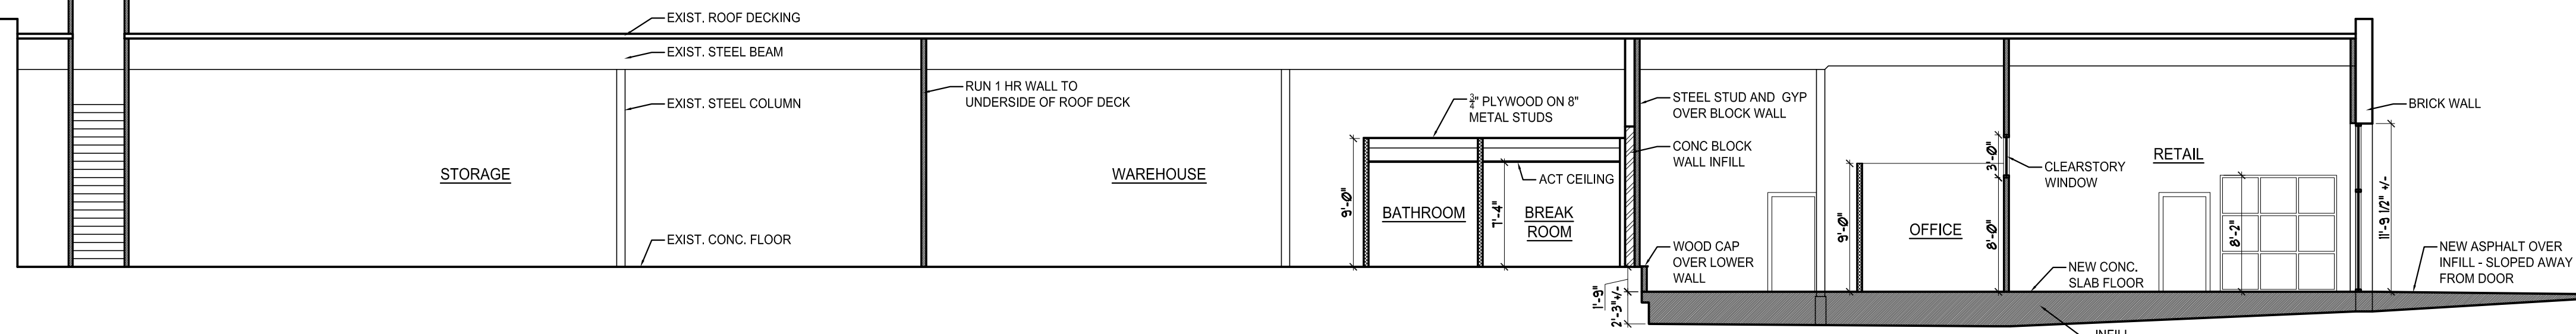 EXIST. ROOF DECKING
EXIST. STEEL BEAM
EXIST. STEEL COLUMN
STORAGE
EXIST. CONC. FLOOR
RUN 1 HR WALL TO
UNDERSIDE OF ROOF DECK
WAREHOUSE
3/4" PLYWOOD ON 8"
METAL STUDS
9'-0"
BATHROOM
7'-4"
ACT CEILING
BREAK
ROOM
STEEL STUD AND GYP
OVER BLOCK WALL
CONC BLOCK
WALL INFILL
WOOD CAP
OVER LOWER
WALL
1'-9"
2'-3"+/-
9'-0"
OFFICE
3'-0"
8'-0"
CLEARSTORY
WINDOW
RETAIL
8'-2"
NEW CONC.
SLAB FLOOR
11'-9 1/2" +/-
BRICK WALL
NEW ASPHALT OVER
INFILL - SLOPED AWAY
FROM DOOR
INFILL